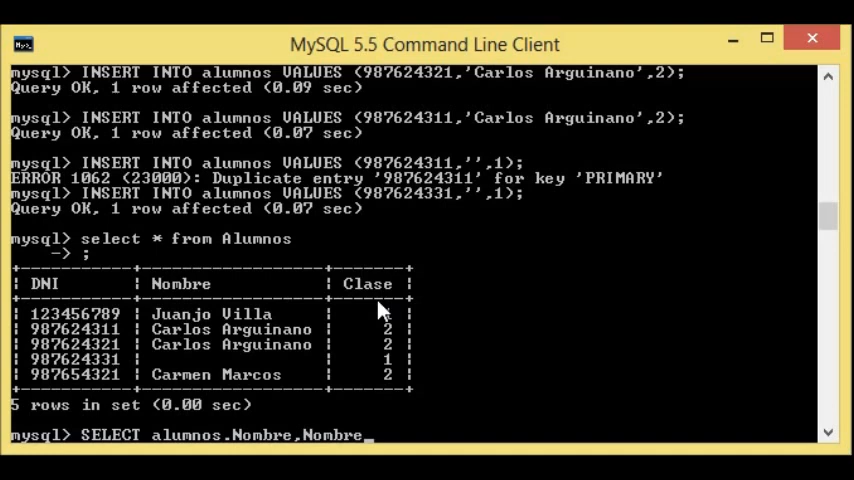 MySQL 5.5 Command Line Client
mysql> INSERT INTO alumnos VALUES (987624321,'Carlos Arguinano',2);
Query OK, 1 row affected (0.09 sec)
mysql> INSERT INTO alumnos VALUES (987624311,'Carlos Arguinano',2);
Query OK, 1 row affected (0.07 sec)
mysql> INSERT INTO alumnos VALUES (987624311,'',1);
ERROR 1062 (23000): Duplicate entry '987624311' for key 'PRIMARY'
mysql> INSERT INTO alumnos VALUES (987624331,'',1);
Query OK, 1 row affected (0.07 sec)
mysql> select * from Alumnos
-> ;
| DNI | Nombre | Clase |
| 123456789 | Juanjo Villa | |
| 987624311 | Carlos Arguinano | 2 |
| 987624321 | Carlos Arguinano | 2 |
| 987624331 | | 1 |
| 987654321 | Carmen Marcos | 2 |
5 rows in set (0.00 sec)
mysql> SELECT alumnos.Nombre,Nombre_